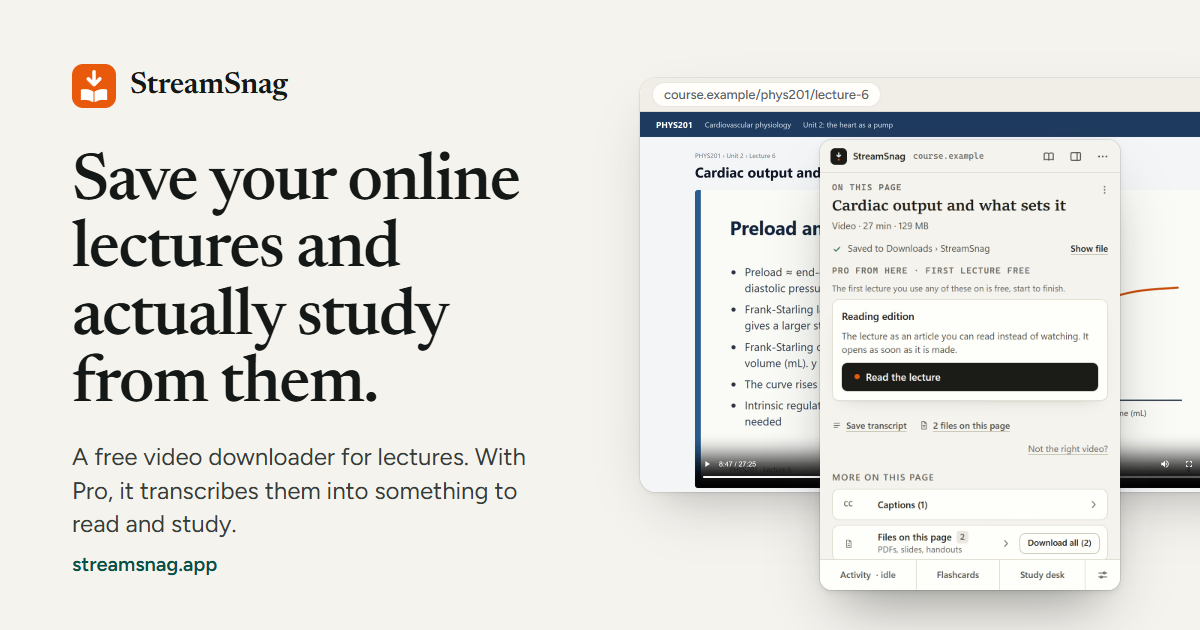 StreamSnag
Save your online
lectures and
actually study
from them.
A free video downloader for lectures. With
Pro, it transcribes them into something to
read and study.
streamsnag.app
course.example/phys201/lecture-6
PHYS201 Cardiovascular physiology Unit 2: the heart as a pump
PHYS201 › Unit 2 › Lecture 6
Cardiac output and
Preload an
• Preload ≈ end-
diastolic pressu
• Frank-Starling l
gives a larger st
• Frank-Starling c
volume (mL). y
• The curve rises
• Intrinsic regulat
needed
me (mL)
8:47 / 27:25
StreamSnag course.example
ON THIS PAGE
Cardiac output and what sets it
Video · 27 min · 129 MB
Saved to Downloads › StreamSnag Show file
PRO FROM HERE · FIRST LECTURE FREE
The first lecture you use any of these on is free, start to finish.
Reading edition
The lecture as an article you can read instead of watching. It
opens as soon as it is made.
Read the lecture
Save transcript 2 files on this page
Not the right video?
MORE ON THIS PAGE
CC Captions (1)
Files on this page 2
PDFs, slides, handouts
Download all (2)
Activity · idle Flashcards Study desk